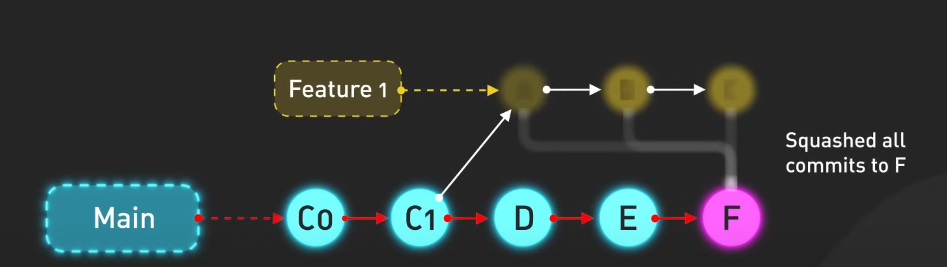 Feature 1
Squashed all
commits to F
Main
C0
C1
D
E
F